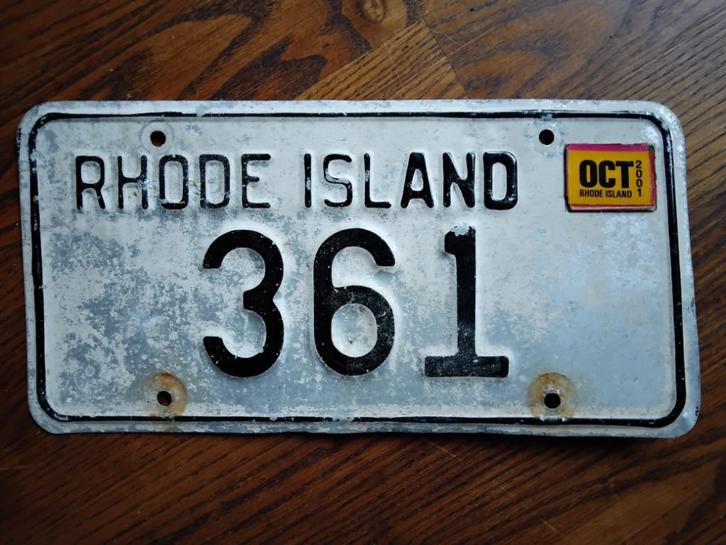 RHODE ISLAND
OCT 2001
RHODE ISLAND
361